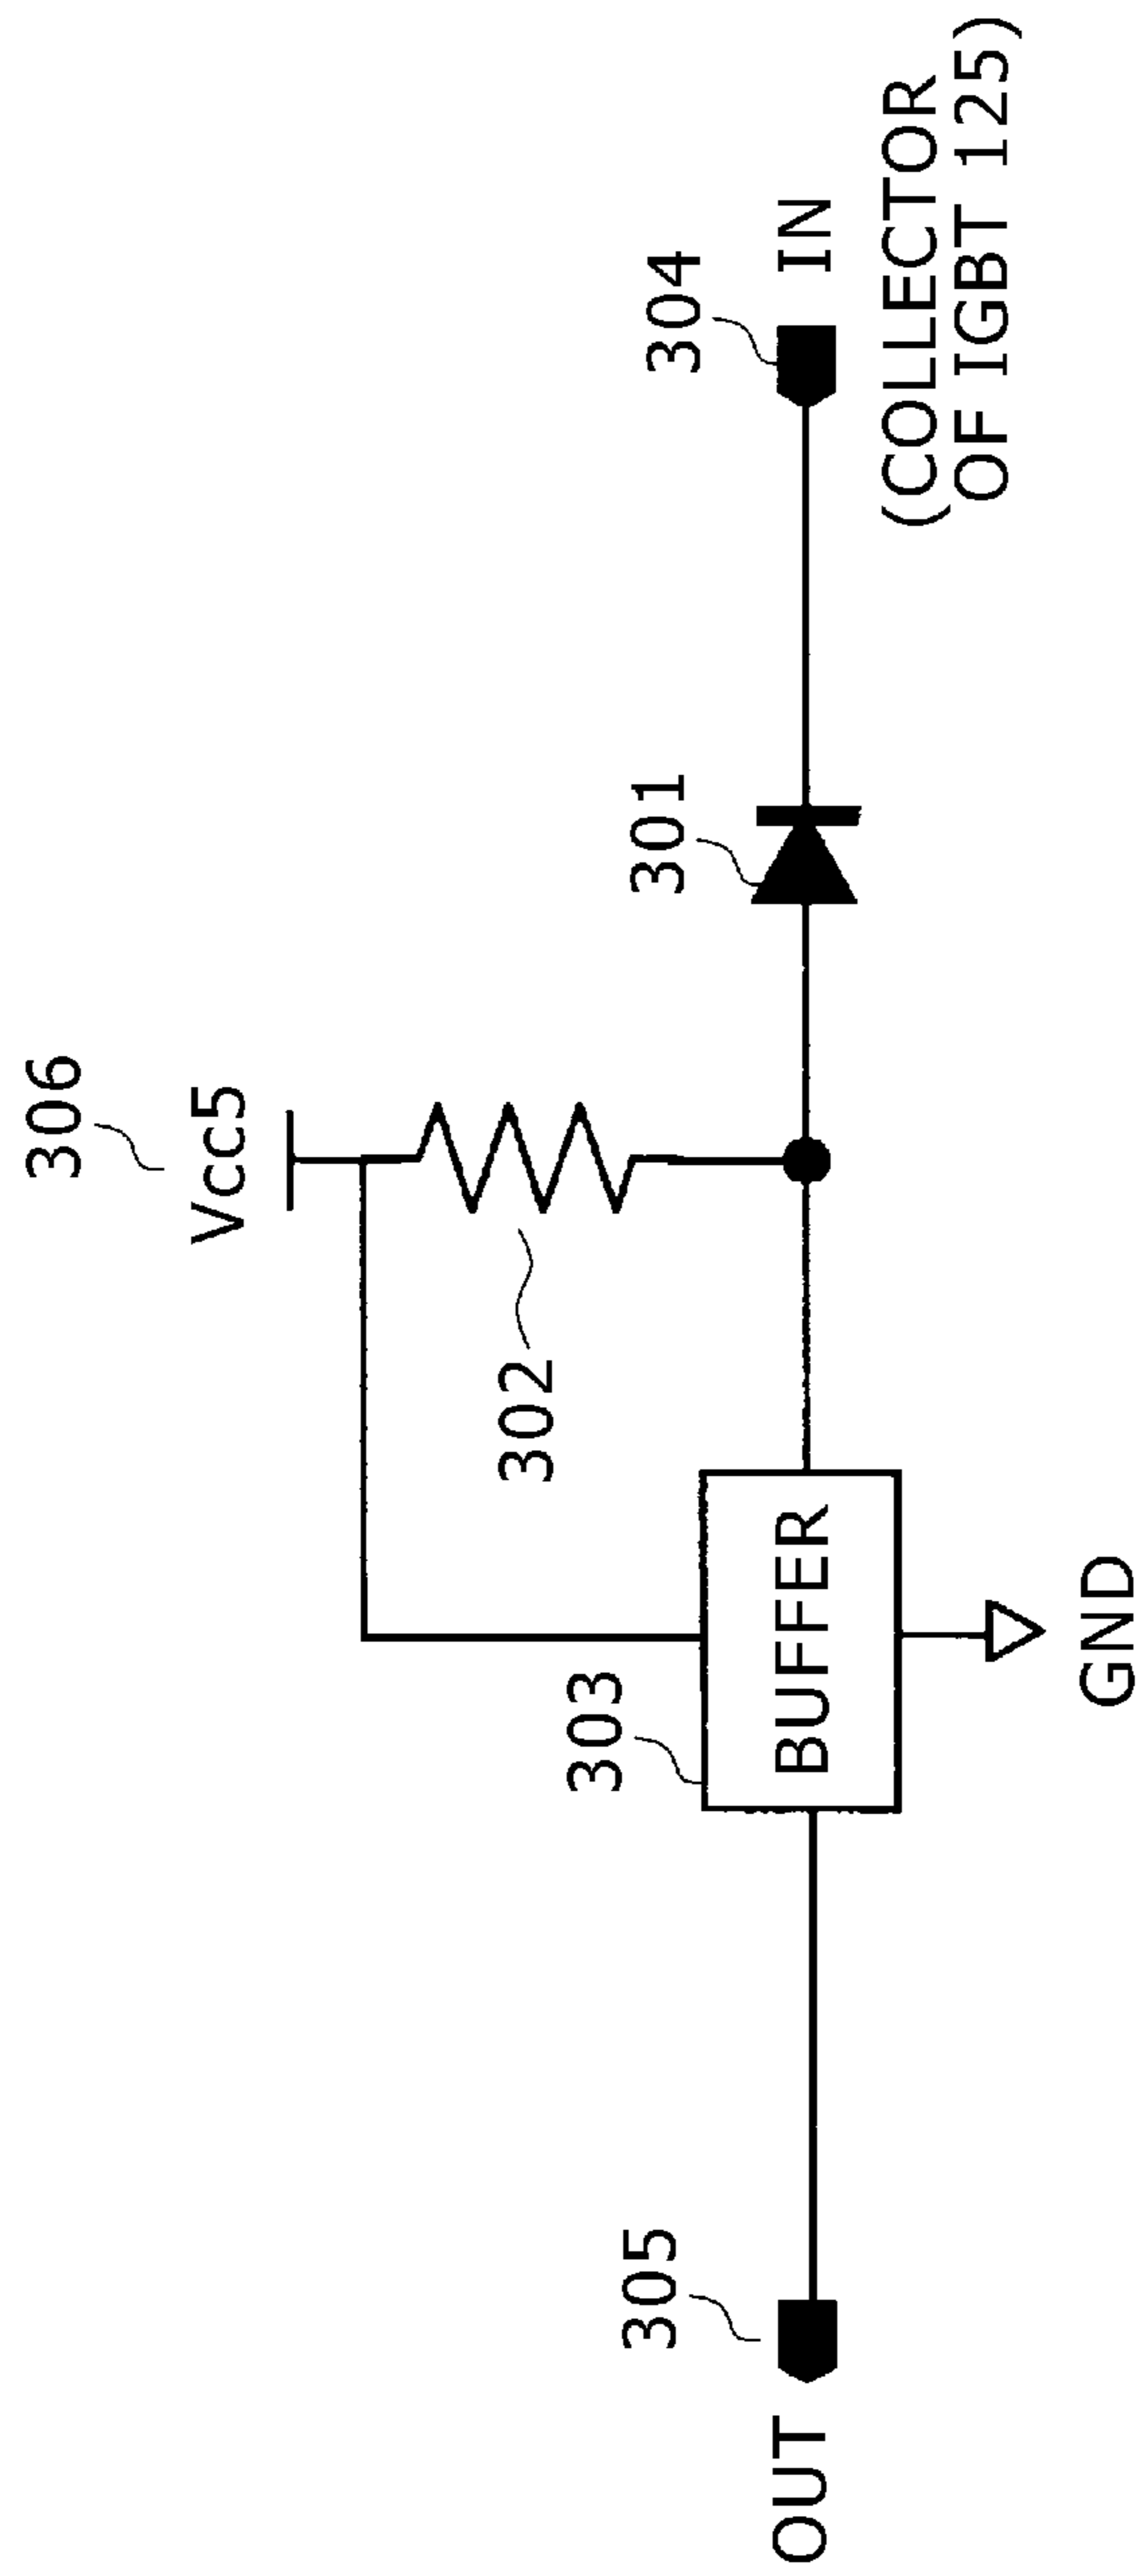 306
Vcc5
302
303
BUFFER
GND
305
OUT
301
304
IN
(COLLECTOR
OF IGBT 125)